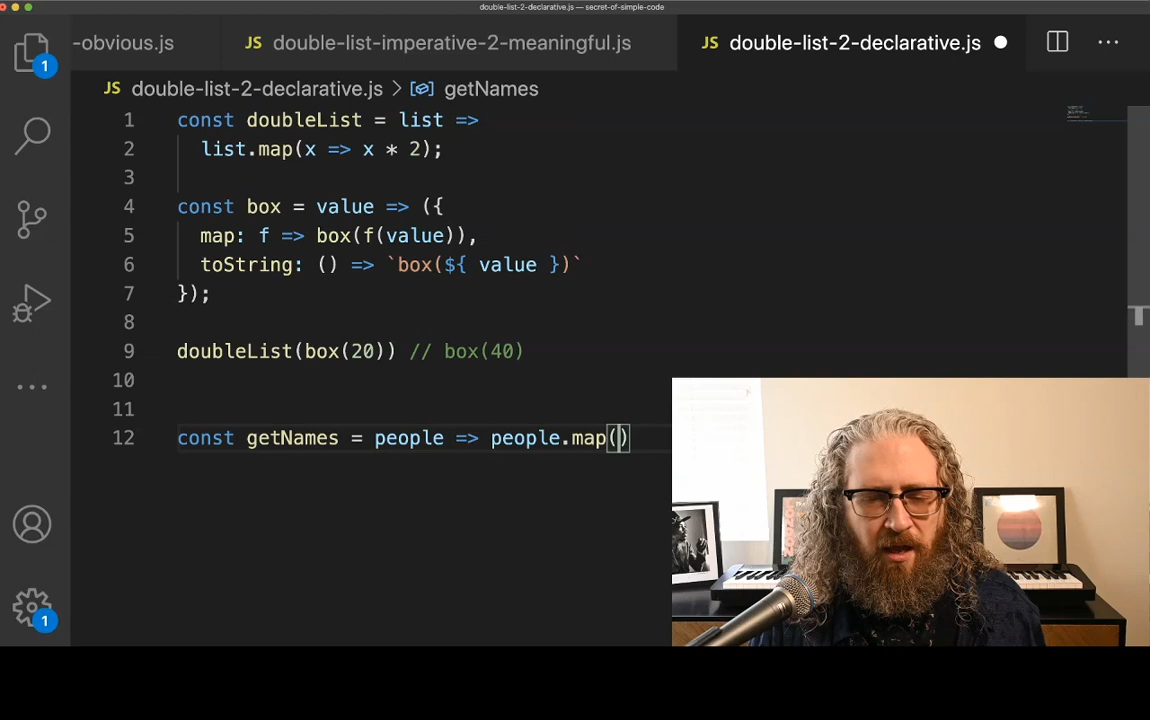 double-list-2-declarative.js — secret-of-simple-code
-obvious.js
JS double-list-imperative-2-meaningful.js
JS double-list-2-declarative.js
JS double-list-2-declarative.js > getNames
1 const doubleList = list =>
2 list.map(x => x * 2);
3
4 const box = value => ({
5 map: f => box(f(value)),
6 toString: () => `box(${ value })`
7 });
8
9 doubleList(box(20)) // box(40)
10
11
12 const getNames = people => people.map()
1
1